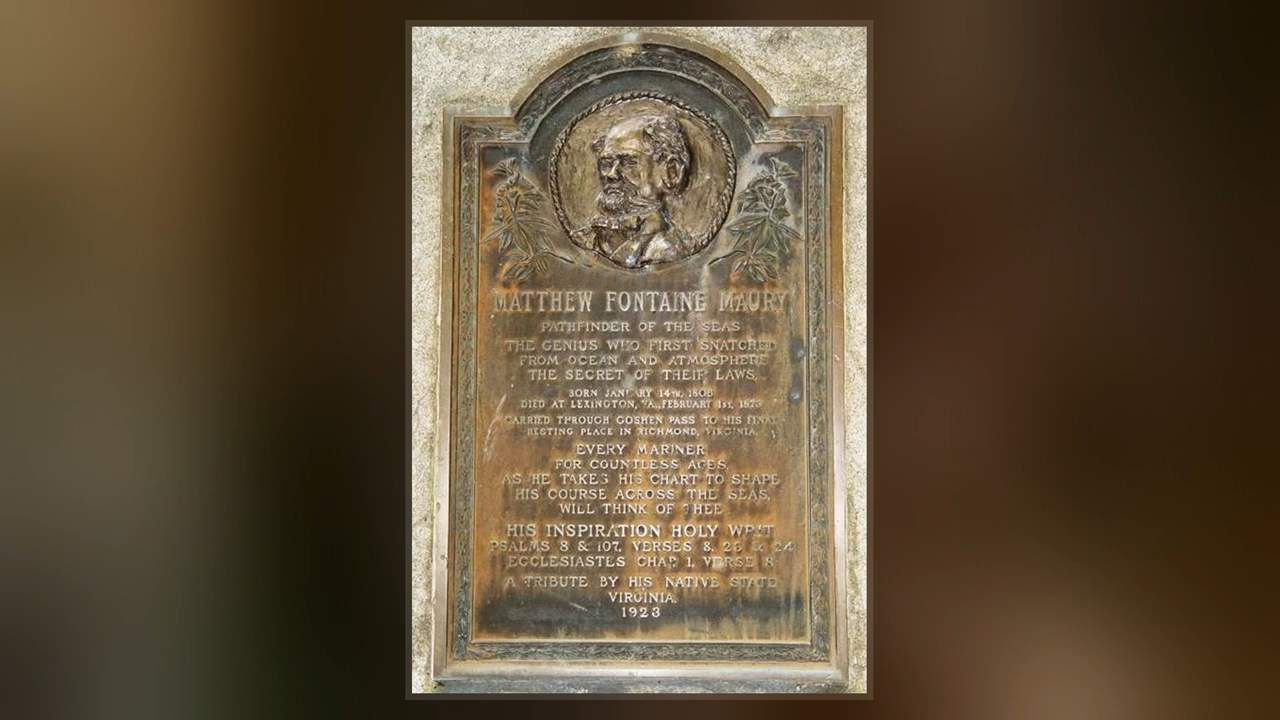 MATTHEW FONTAINE MAURY
PATHFINDER OF THE SEAS
THE GENIUS WHO FIRST SNATCHED
FROM OCEAN AND ATMOSPHERE
THE SECRET OF THEIR LAWS.
BORN JANUARY 14TH, 1806
DIED AT LEXINGTON, VA., FEBRUARY 1ST, 1873
CARRIED THROUGH GOSHEN PASS TO HIS FINAL
RESTING PLACE IN RICHMOND, VIRGINIA.
EVERY MARINER
FOR COUNTLESS AGES,
AS HE TAKES HIS CHART TO SHAPE
HIS COURSE ACROSS THE SEAS,
WILL THINK OF THEE
HIS INSPIRATION HOLY WRIT
PSALMS 8 & 107, VERSES 8, 23 & 24
ECCLESIASTES CHAP. 1, VERSE 8
A TRIBUTE BY HIS NATIVE STATE
VIRGINIA.
1923